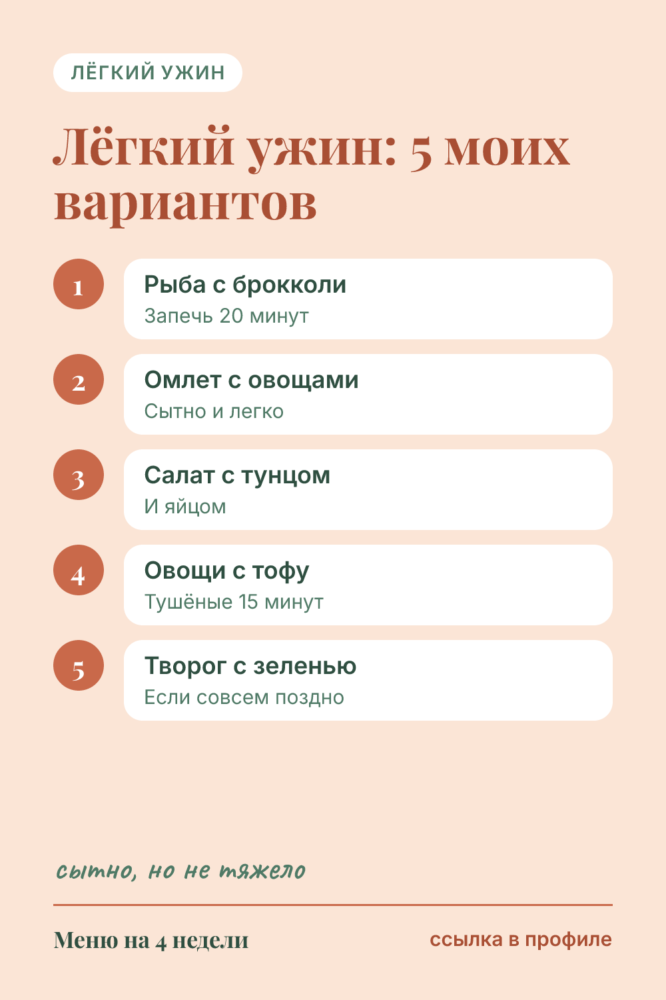 ЛЁГКИЙ УЖИН
Лёгкий ужин: 5 моих
вариантов
1
Рыба с брокколи
Запечь 20 минут
2
Омлет с овощами
Сытно и легко
3
Салат с тунцом
И яйцом
4
Овощи с тофу
Тушёные 15 минут
5
Творог с зеленью
Если совсем поздно
сытно, но не тяжело
Меню на 4 недели
ссылка в профиле